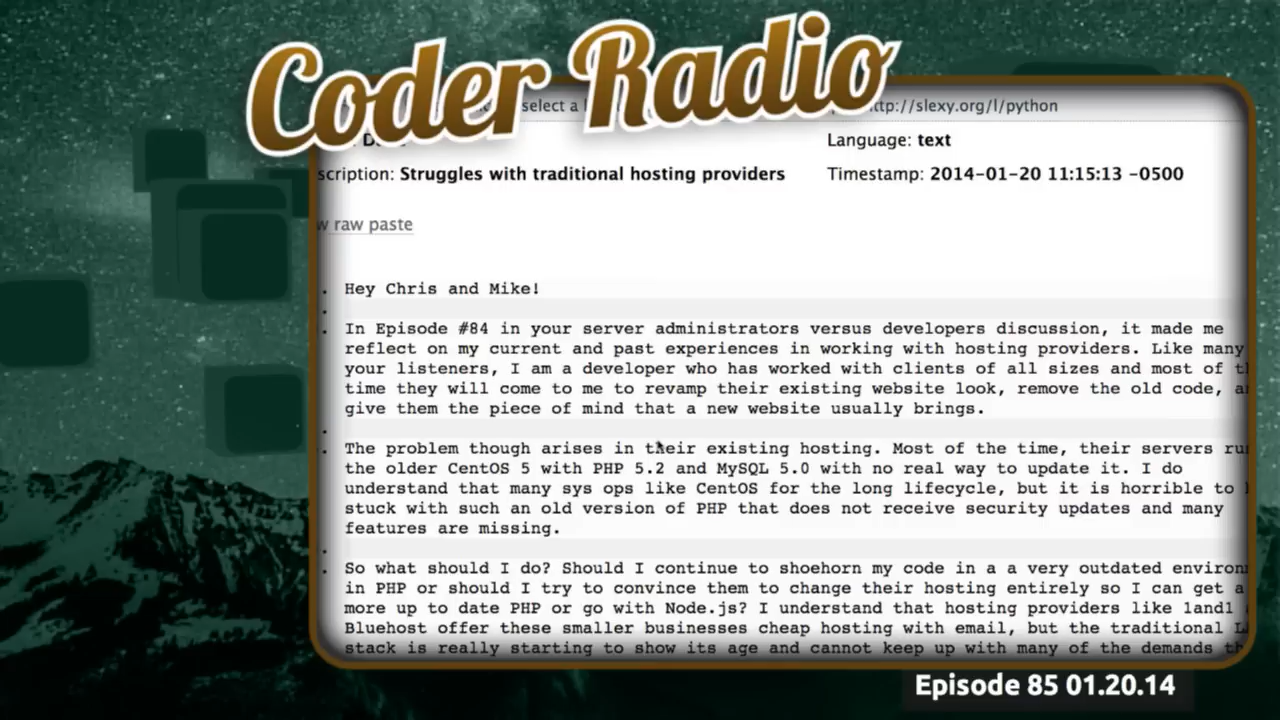 Coder Radio
select a
http://slexy.org/l/python
Language: text
scription: Struggles with traditional hosting providers
Timestamp: 2014-01-20 11:15:13 -0500
w raw paste
Hey Chris and Mike!
In Episode #84 in your server administrators versus developers discussion, it made me
reflect on my current and past experiences in working with hosting providers. Like many
your listeners, I am a developer who has worked with clients of all sizes and most of t
time they will come to me to revamp their existing website look, remove the old code, a
give them the piece of mind that a new website usually brings.
The problem though arises in their existing hosting. Most of the time, their servers ru
the older CentOS 5 with PHP 5.2 and MySQL 5.0 with no real way to update it. I do
understand that many sys ops like CentOS for the long lifecycle, but it is horrible to
stuck with such an old version of PHP that does not receive security updates and many
features are missing.
So what should I do? Should I continue to shoehorn my code in a a very outdated environ
in PHP or should I try to convince them to change their hosting entirely so I can get a
more up to date PHP or go with Node.js? I understand that hosting providers like 1and1
Bluehost offer these smaller businesses cheap hosting with email, but the traditional L
stack is really starting to show its age and cannot keep up with many of the demands th
Episode 85 01.20.14